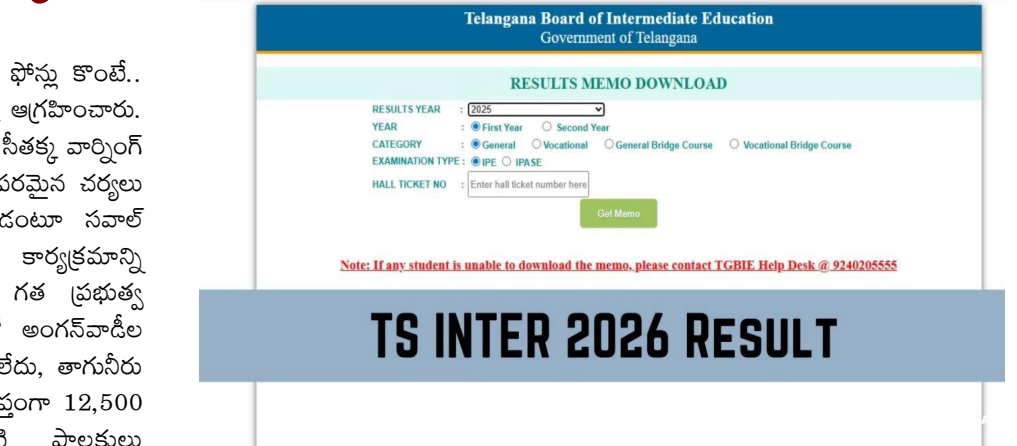 ఫోన్లు కొంటే..
ఆగ్రహించారు.
సీతక్క వార్నింగ్
చర్యలు
సవాల్
కార్యక్రమాన్ని
గత ప్రభుత్వ
అంగన్‌వాడీల
తాగునీరు
12,500
పాలకులు
Telangana Board of Intermediate Education
Government of Telangana
RESULTS MEMO DOWNLOAD
RESULTS YEAR : 2025
YEAR : First Year Second Year
CATEGORY : General Vocational General Bridge Course Vocational Bridge Course
EXAMINATION TYPE : IPE IPASE
HALL TICKET NO : Enter hall ticket number here
Get Memo
Note: If any student is unable to download the memo, please contact TGBIE Help Desk @ 9240205555
TS INTER 2026 RESULT